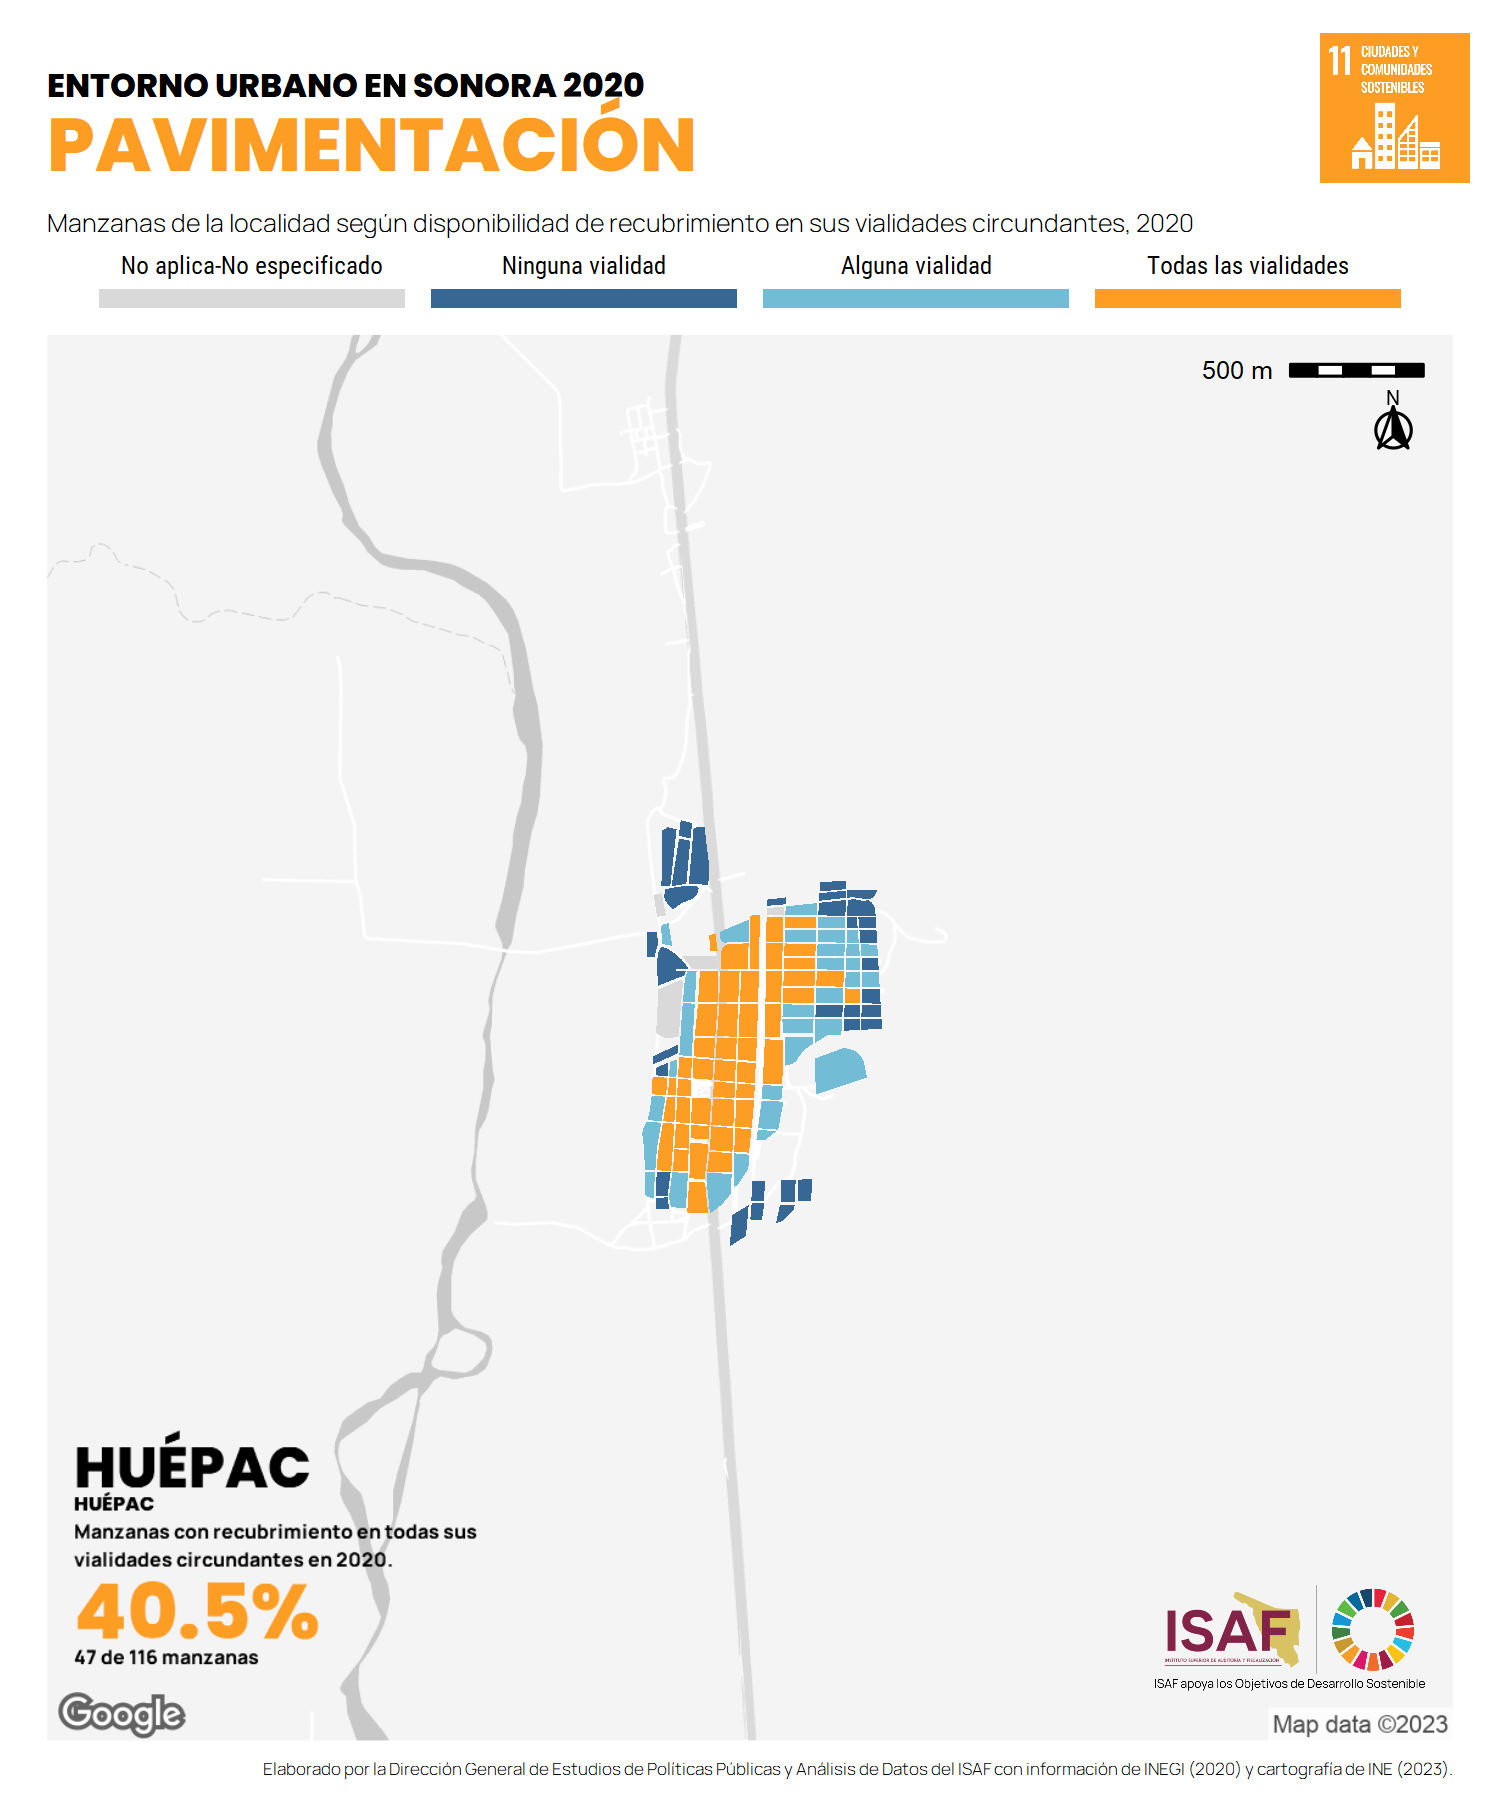 ENTORNO URBANO EN SONORA 2020
PAVIMENTACIÓN
11 CIUDADES Y
COMUNIDADES
SOSTENIBLES
Manzanas de la localidad según disponibilidad de recubrimiento en sus vialidades circundantes, 2020
No aplica-No especificado
Ninguna vialidad
Alguna vialidad
Todas las vialidades
500 m
N
HUÉPAC
HUÉPAC
Manzanas con recubrimiento en todas sus
vialidades circundantes en 2020.
40.5%
47 de 116 manzanas
Google
ISAF
INSTITUTO SUPERIOR DE AUDITORÍA Y FISCALIZACIÓN
ISAF apoya los Objetivos de Desarrollo Sostenible
Map data ©2023
Elaborado por la Dirección General de Estudios de Políticas Públicas y Análisis de Datos del ISAF con información de INEGI (2020) y cartografía de INE (2023).